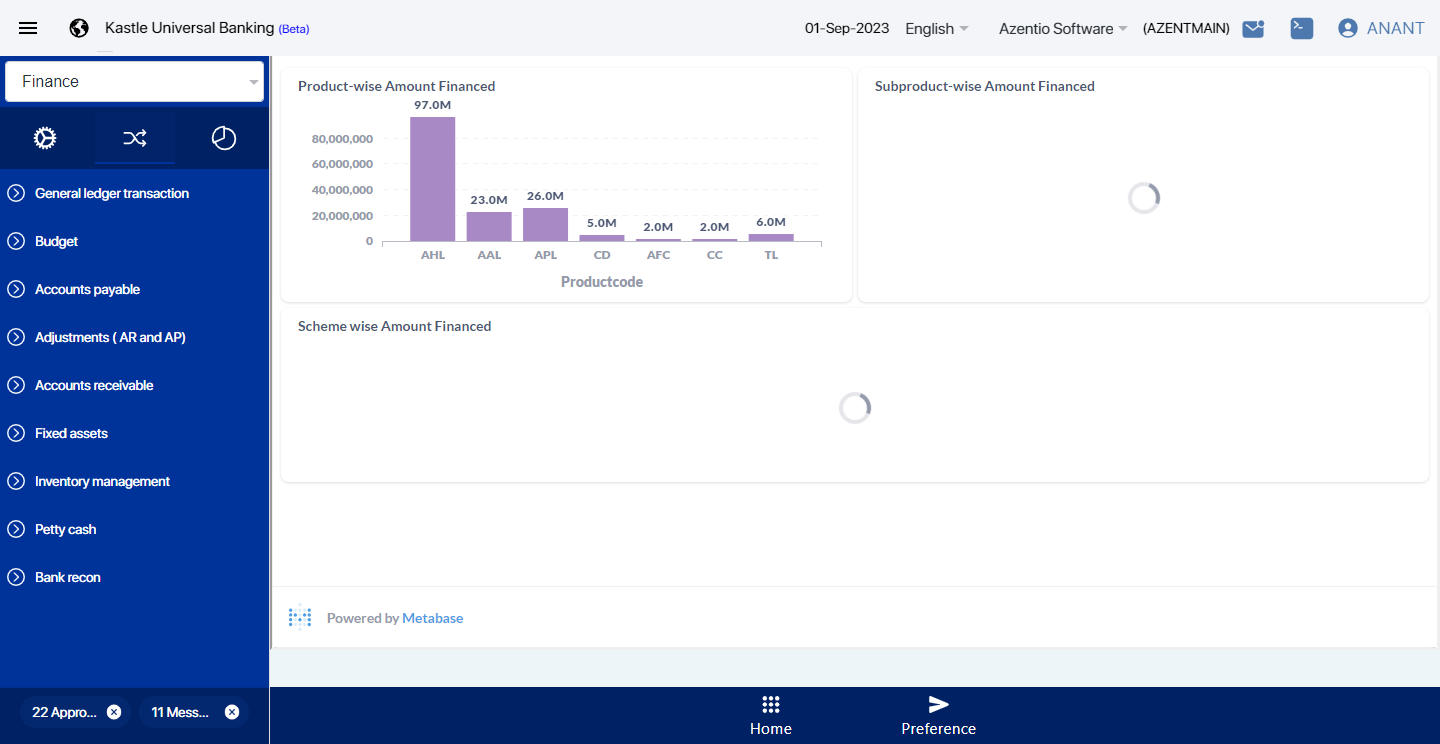 Kastle Universal Banking (Beta)
01-Sep-2023
English
Azentio Software
(AZENTMAIN)
ANANT
Finance
General ledger transaction
Budget
Accounts payable
Adjustments ( AR and AP)
Accounts receivable
Fixed assets
Inventory management
Petty cash
Bank recon
22 Appro...
11 Mess...
Product-wise Amount Financed
97.0M
80,000,000
60,000,000
40,000,000
20,000,000
0
23.0M
26.0M
5.0M
2.0M
2.0M
6.0M
AHL
AAL
APL
CD
AFC
CC
TL
Productcode
Subproduct-wise Amount Financed
Scheme wise Amount Financed
Powered by Metabase
Home
Preference